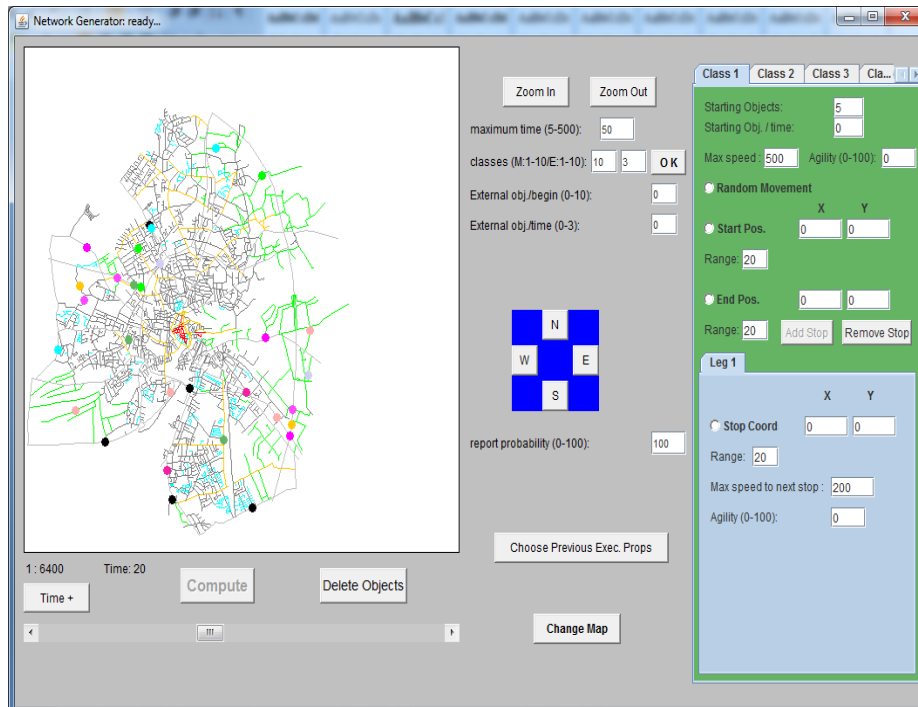 Network Generator: ready...
Zoom In Zoom Out
maximum time (5-500): 50
classes (M:1-10/E:1-10): 10 3 O K
External obj./begin (0-10): 0
External obj/time (0-3): 0
N
W E
S
report probability (0-100): 100
Choose Previous Exec. Props
Change Map
1 : 6400 Time: 20
Time + Compute Delete Objects
Class 1 Class 2 Class 3 Cla...
Starting Objects: 5
Starting Obj. / time: 0
Max speed : 500 Agility (0-100): 0
Random Movement
X Y
Start Pos. 0 0
Range: 20
End Pos. 0 0
Range: 20 Add Stop Remove Stop
Leg 1
X Y
Stop Coord 0 0
Range: 20
Max speed to next stop : 200
Agility (0-100): 0